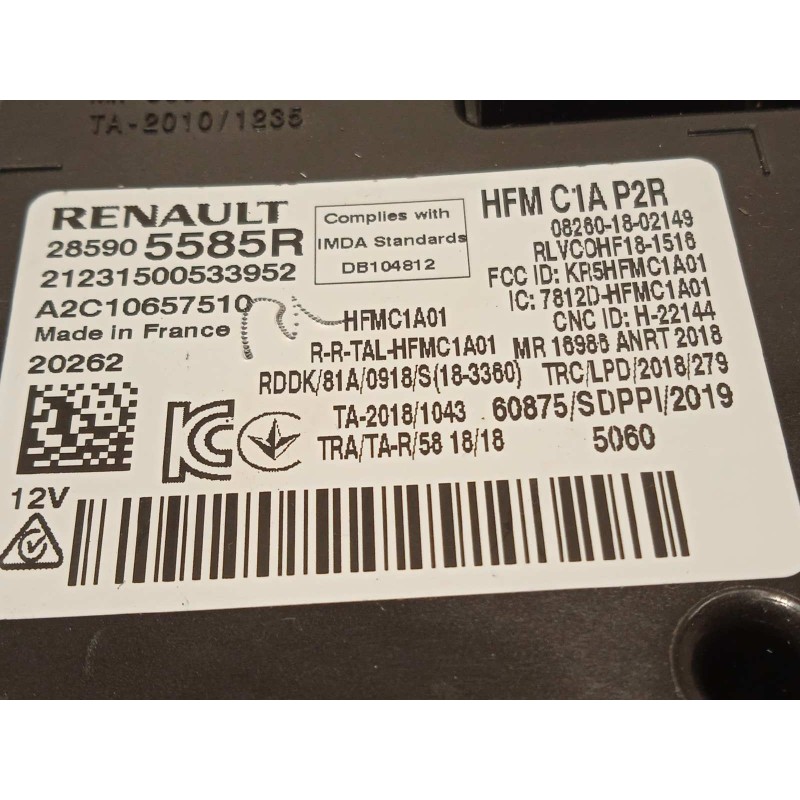 TA-2010/1235
RENAULT
285905585R
21231500533952
A2C10657510
Made in France
20262
12V
Complies with
IMDA Standards
DB104812
HFM C1A P2R
08260-18-02149
RLVCOHF18-1516
FCC ID: KR5HFMC1A01
IC: 7812D-HFMC1A01
CNC ID: H-22144
HFMC1A01
R-R-TAL-HFMC1A01 MR 16986 ANRT 2018
RDDK/81A/0918/S(18-3360) TRC/LPD/2018/279
TA-2018/1043 60875/SDPPI/2019
TRA/TA-R/58 18/18 5060